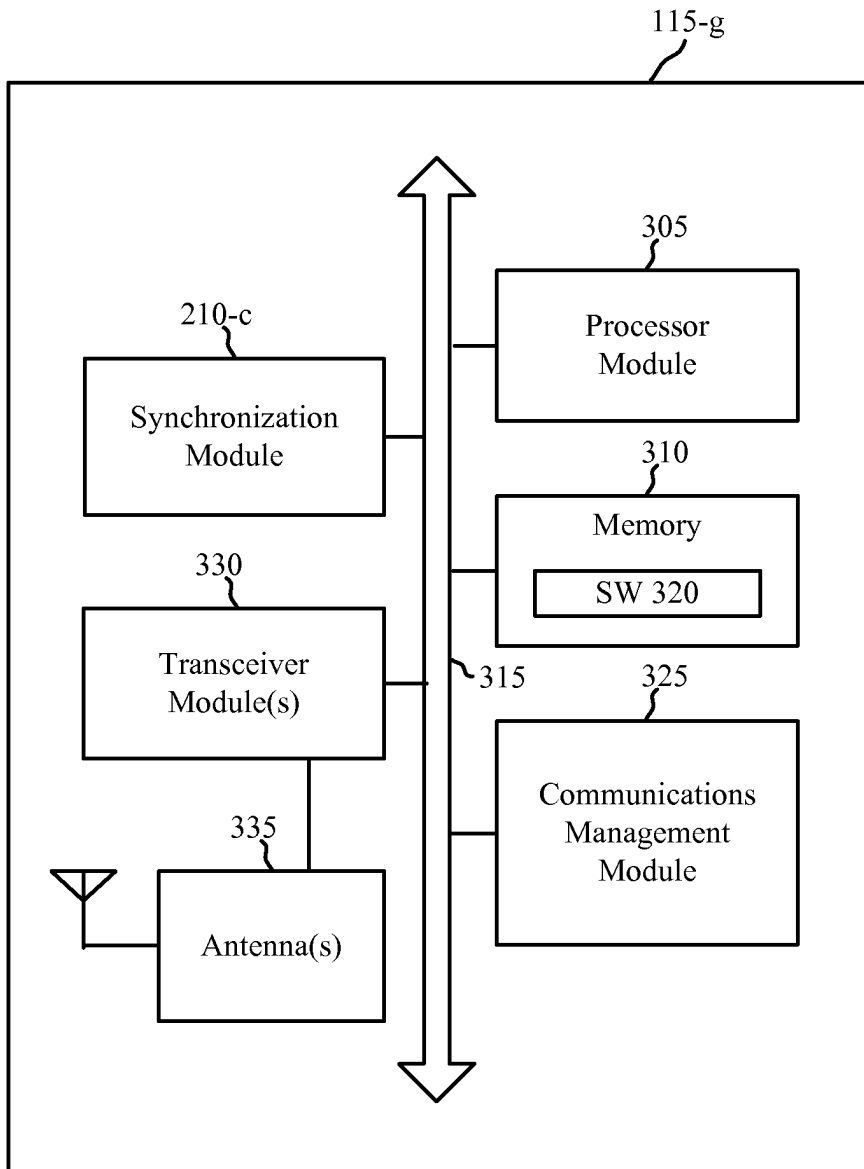 115-g
305
Processor
Module
210-c
Synchronization
Module
310
Memory
SW 320
330
Transceiver
Module(s)
315
325
Communications
Management
Module
335
Antenna(s)